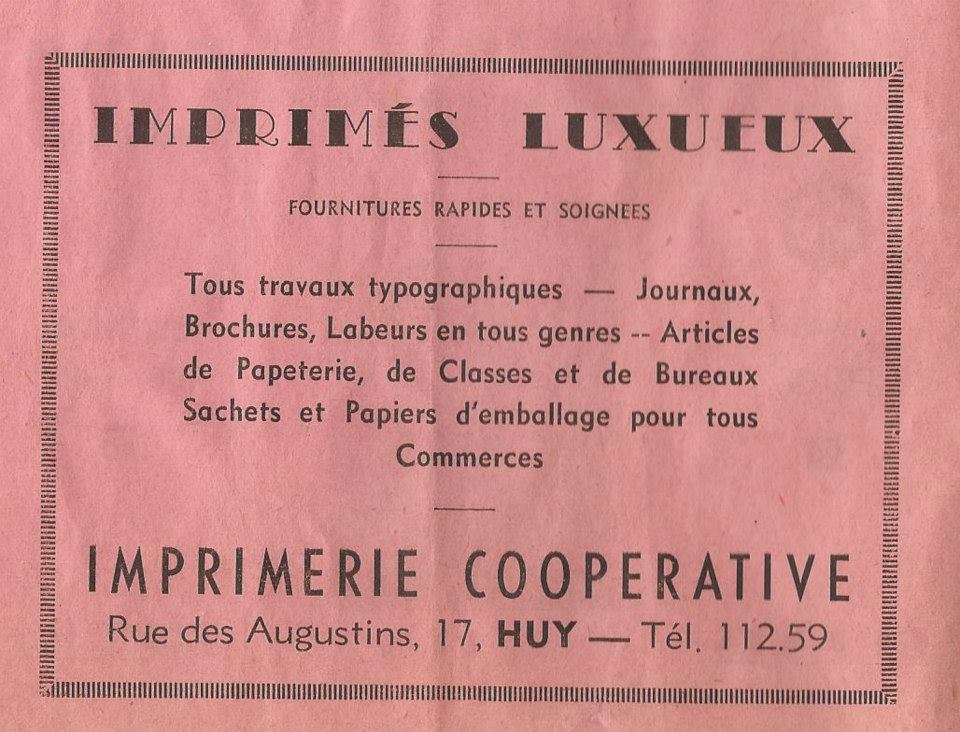 IMPRIMÉS LUXUEUX
FOURNITURES RAPIDES ET SOIGNEES
Tous travaux typographiques — Journaux,
Brochures, Labeurs en tous genres -- Articles
de Papeterie, de Classes et de Bureaux
Sachets et Papiers d'emballage pour tous
Commerces
IMPRIMERIE COOPERATIVE
Rue des Augustins, 17, HUY — Tél. 112.59